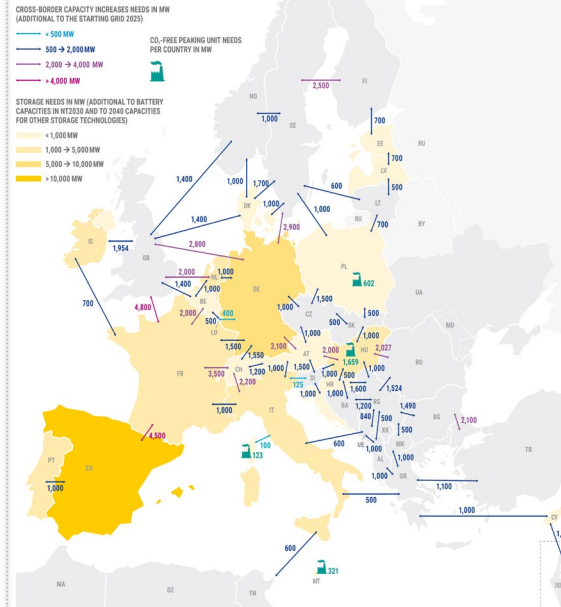 CROSS-BORDER CAPACITY INCREASES NEEDS IN MW
(ADDITIONAL TO THE STARTING GRID 2025)
< 500 MW
500 → 2,000MW
2,000 → 4,000 MW
> 4,000 MW
CO₂-FREE PEAKING UNIT NEEDS
PER COUNTRY IN MW
STORAGE NEEDS IN MW (ADDITIONAL TO BATTERY
CAPACITIES IN NT2030 AND TO 2040 CAPACITIES
FOR OTHER STORAGE TECHNOLOGIES)
< 1,000 MW
1,000 → 5,000 MW
5,000 → 10,000 MW
> 10,000 MW
FI
2,500
NO
1,000
SE
700
EE
RU
700
LV
500
LT
RU
700
BY
1,400
1,000
1,700
600
DK
1,000
1,000
1,400
2,900
IE
1,954
GB
2,800
PL
602
UA
2,000
1,000
NL
1,400
1,000
DE
BE
1,000
1,500
700
4,800
2,000
500
400
CZ
500
500
SK
MD
LU
1,500
1,000
1,000
3,100
2,000
2,027
1,550
AT
HU
1,659
RO
FR
3,500
CH
1,200
1,000
1,500
1,000
500
1,000
2,200
125
SI
HR
1,600
1,524
1,000
1,000
1,000
IT
BA
1,200
RS
1,490
BG
2,100
4,500
840
500
500
XK
100
600
ME
1,000
MK
123
AL
1,000
TR
PT
ES
1,000
1,000
GR
1,100
500
1,000
CY
600
321
MT
MA
DZ
TN